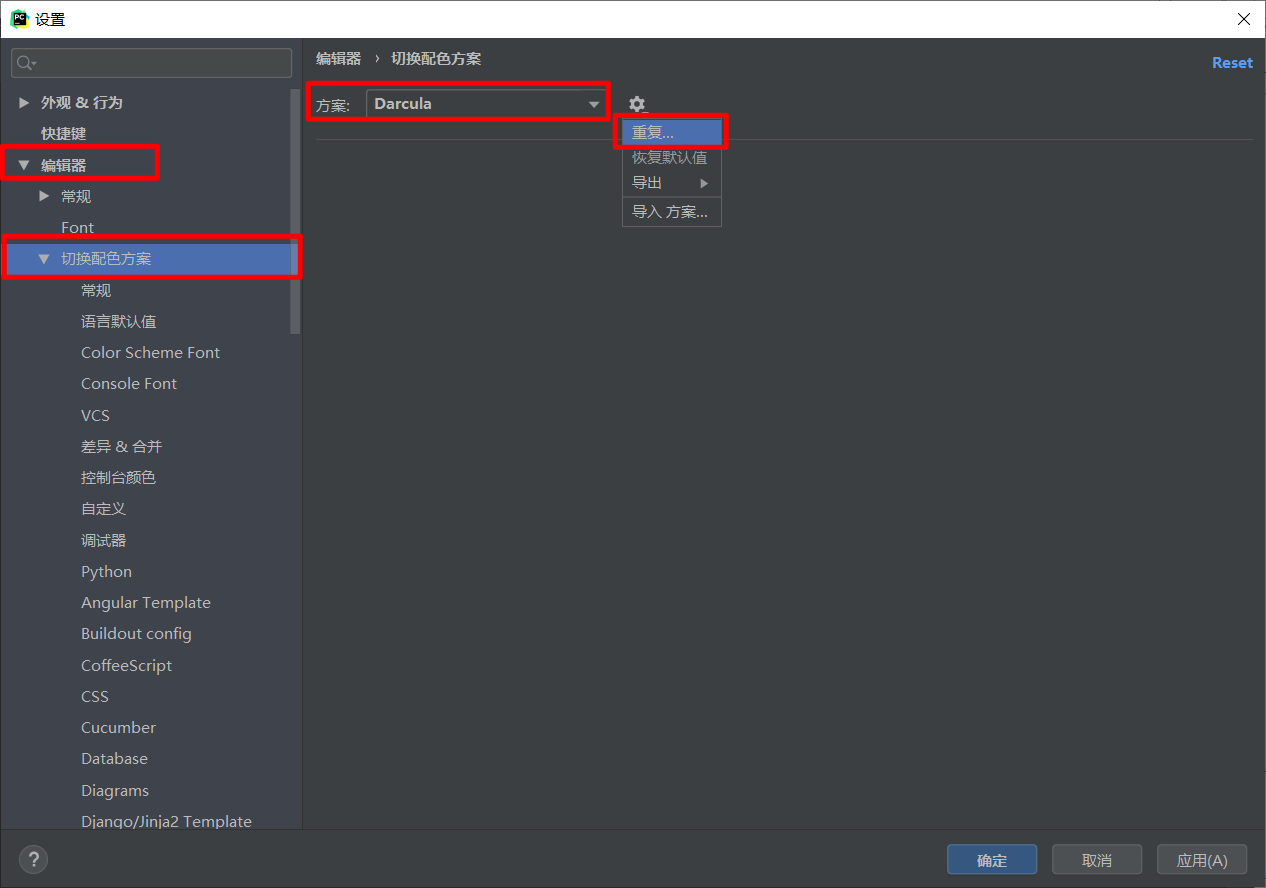 PC 设置
编辑器 › 切换配色方案
Reset
方案: Darcula
重复...
恢复默认值
导出
导入 方案...
外观 & 行为
快捷键
编辑器
常规
Font
切换配色方案
常规
语言默认值
Color Scheme Font
Console Font
VCS
差异 & 合并
控制台颜色
自定义
调试器
Python
Angular Template
Buildout config
CoffeeScript
CSS
Cucumber
Database
Diagrams
Django/Jinja2 Template
?
确定
取消
应用(A)